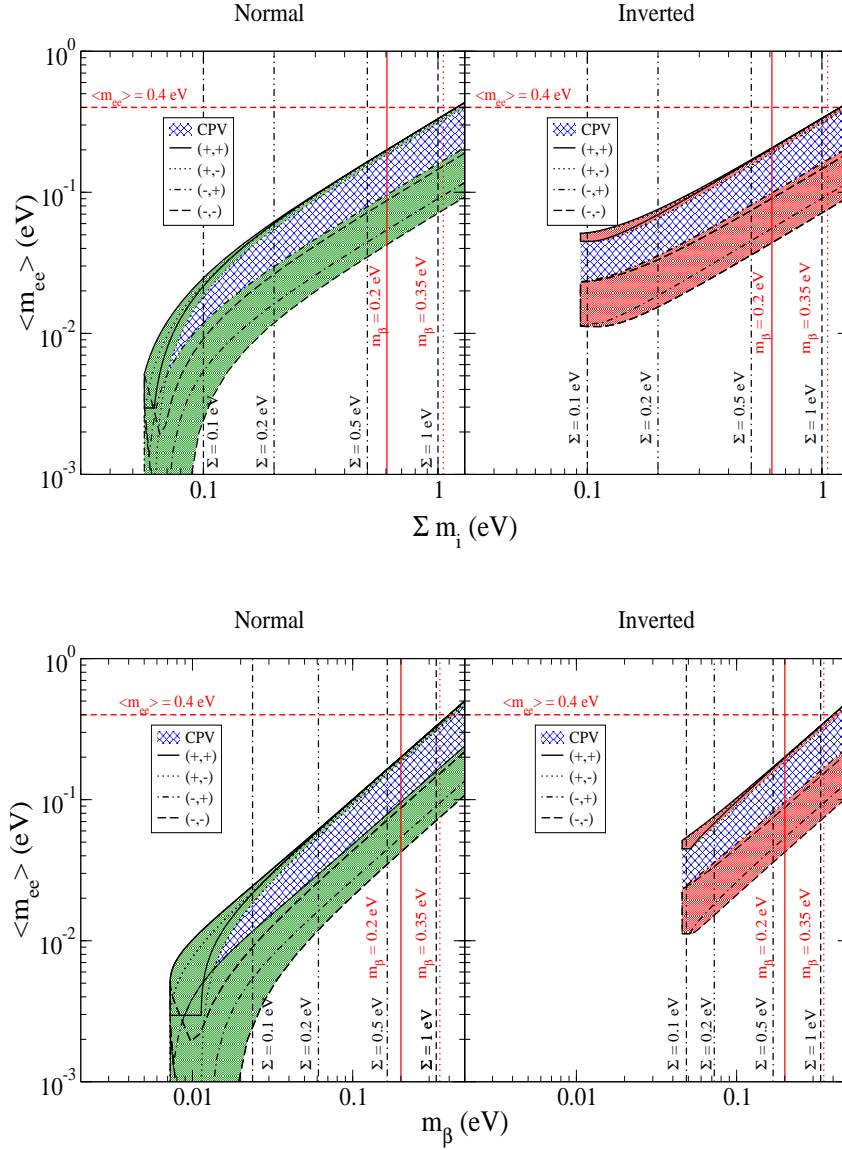 Normal Inverted
10^0
<m_ee> = 0.4 eV <m_ee> = 0.4 eV
CPV CPV
(+,+) (+,+)
(+,-) (+,-)
(-,+) (-,+)
(-,-) (-,-)
10^-1
10^-2
10^-3
<m_ee> (eV)
Σ = 0.1 eV
Σ = 0.2 eV
Σ = 0.5 eV
m_β = 0.2 eV
m_β = 0.35 eV
Σ = 1 eV
Σ = 0.1 eV
Σ = 0.2 eV
Σ = 0.5 eV
m_β = 0.2 eV
m_β = 0.35 eV
Σ = 1 eV
0.1 1 0.1 1
Σ m_i (eV)
Normal Inverted
10^0
<m_ee> = 0.4 eV <m_ee> = 0.4 eV
CPV CPV
(+,+) (+,+)
(+,-) (+,-)
(-,+) (-,+)
(-,-) (-,-)
10^-1
10^-2
10^-3
<m_ee> (eV)
Σ = 0.1 eV
Σ = 0.2 eV
Σ = 0.5 eV
m_β = 0.2 eV
m_β = 0.35 eV
Σ = 1 eV
Σ = 0.1 eV
Σ = 0.2 eV
Σ = 0.5 eV
m_β = 0.2 eV
m_β = 0.35 eV
Σ = 1 eV
0.01 0.1 0.01 0.1
m_β (eV)